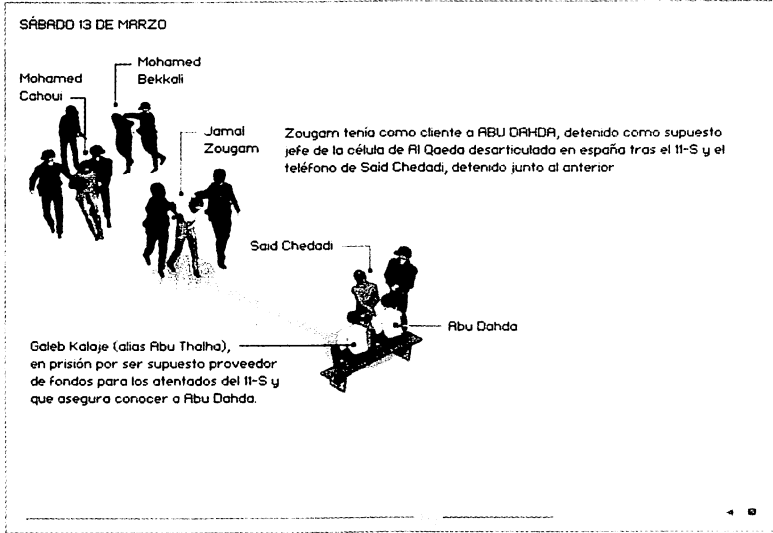 SÁBADO 13 DE MARZO
Mohamed
Bekkali
Mohamed
Cahoui
Jamal
Zougam
Zougam tenía como cliente a ABU DAHDA, detenido como supuesto
jefe de la célula de Al Qaeda desarticulada en españa tras el 11-S y el
teléfono de Said Chedadi, detenido junto al anterior
Said Chedadi
Abu Dahda
Galeb Kalaje (alias Abu Thalha),
en prisión por ser supuesto proveedor
de fondos para los atentados del 11-S y
que asegura conocer a Abu Dahda.